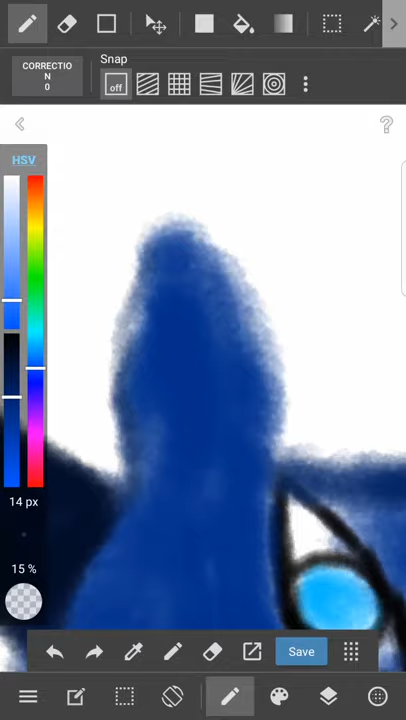 Snap
CORRECTIO
N
0
off
?
HSV
14 px
15 %
Save